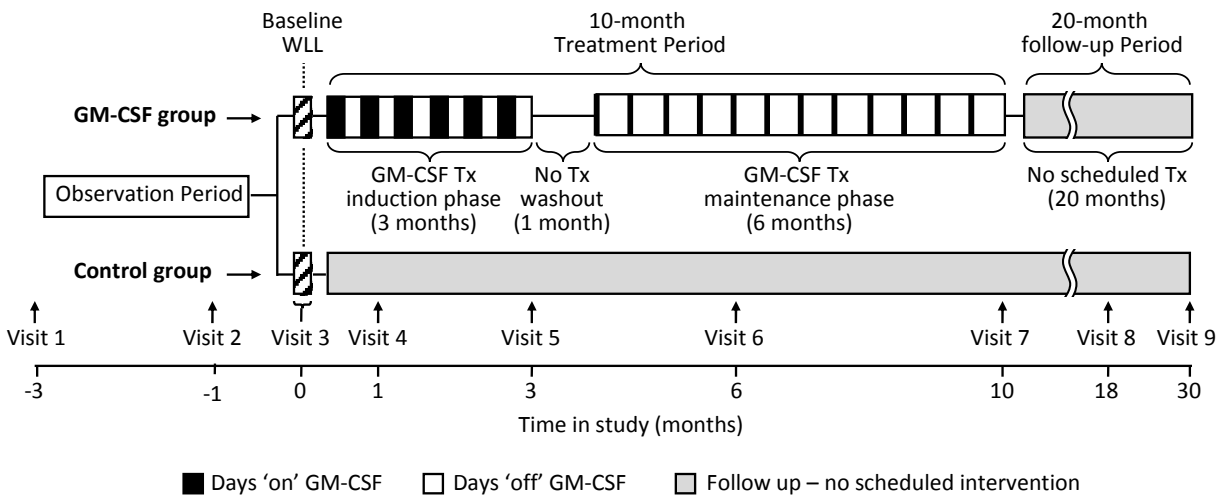 Baseline
WLL
10-month
Treatment Period
20-month
follow-up Period
GM-CSF group
GM-CSF Tx
induction phase
(3 months)
No Tx
washout
(1 month)
GM-CSF Tx
maintenance phase
(6 months)
No scheduled Tx
(20 months)
Observation Period
Control group
Visit 1
Visit 2
Visit 3
Visit 4
Visit 5
Visit 6
Visit 7
Visit 8
Visit 9
-3
-1
0
1
3
6
10
18
30
Time in study (months)
Days ‘on’ GM-CSF
Days ‘off’ GM-CSF
Follow up – no scheduled intervention